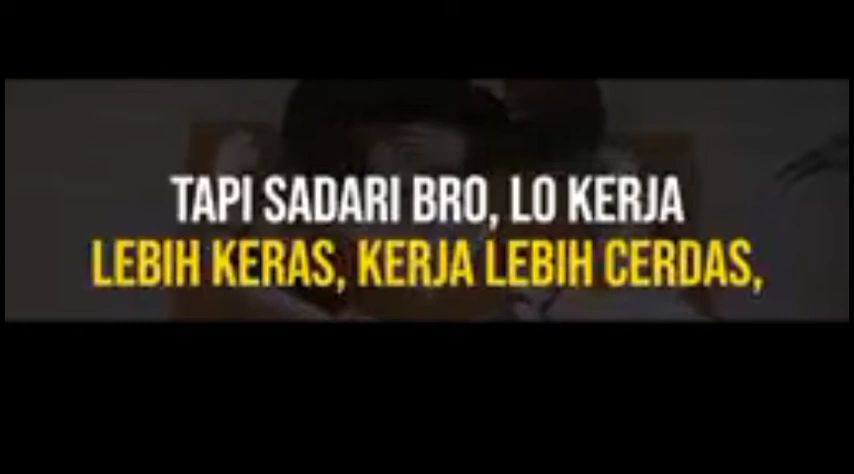 TAPI SADARI BRO, LO KERJA
LEBIH KERAS, KERJA LEBIH CERDAS,